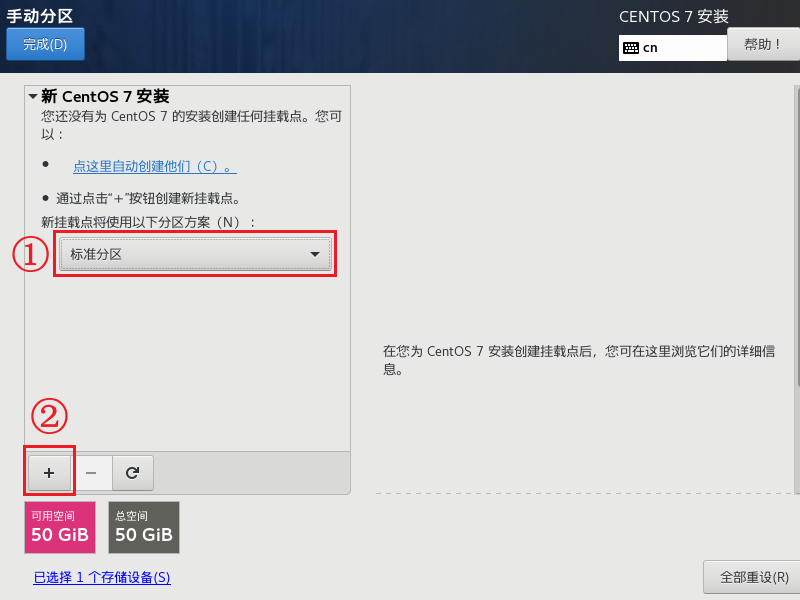 手动分区
CENTOS 7 安装
完成(D)
cn
帮助！
新 CentOS 7 安装
您还没有为 CentOS 7 的安装创建任何挂载点。您可
以：
点这里自动创建他们（C）。
通过点击“+”按钮创建新挂载点。
新挂载点将使用以下分区方案（N）：
①
标准分区
在您为 CentOS 7 安装创建挂载点后，您可在这里浏览它们的详细信
息。
②
+ −
可用空间
50 GiB
总空间
50 GiB
已选择 1 个存储设备(S)
全部重设(R)